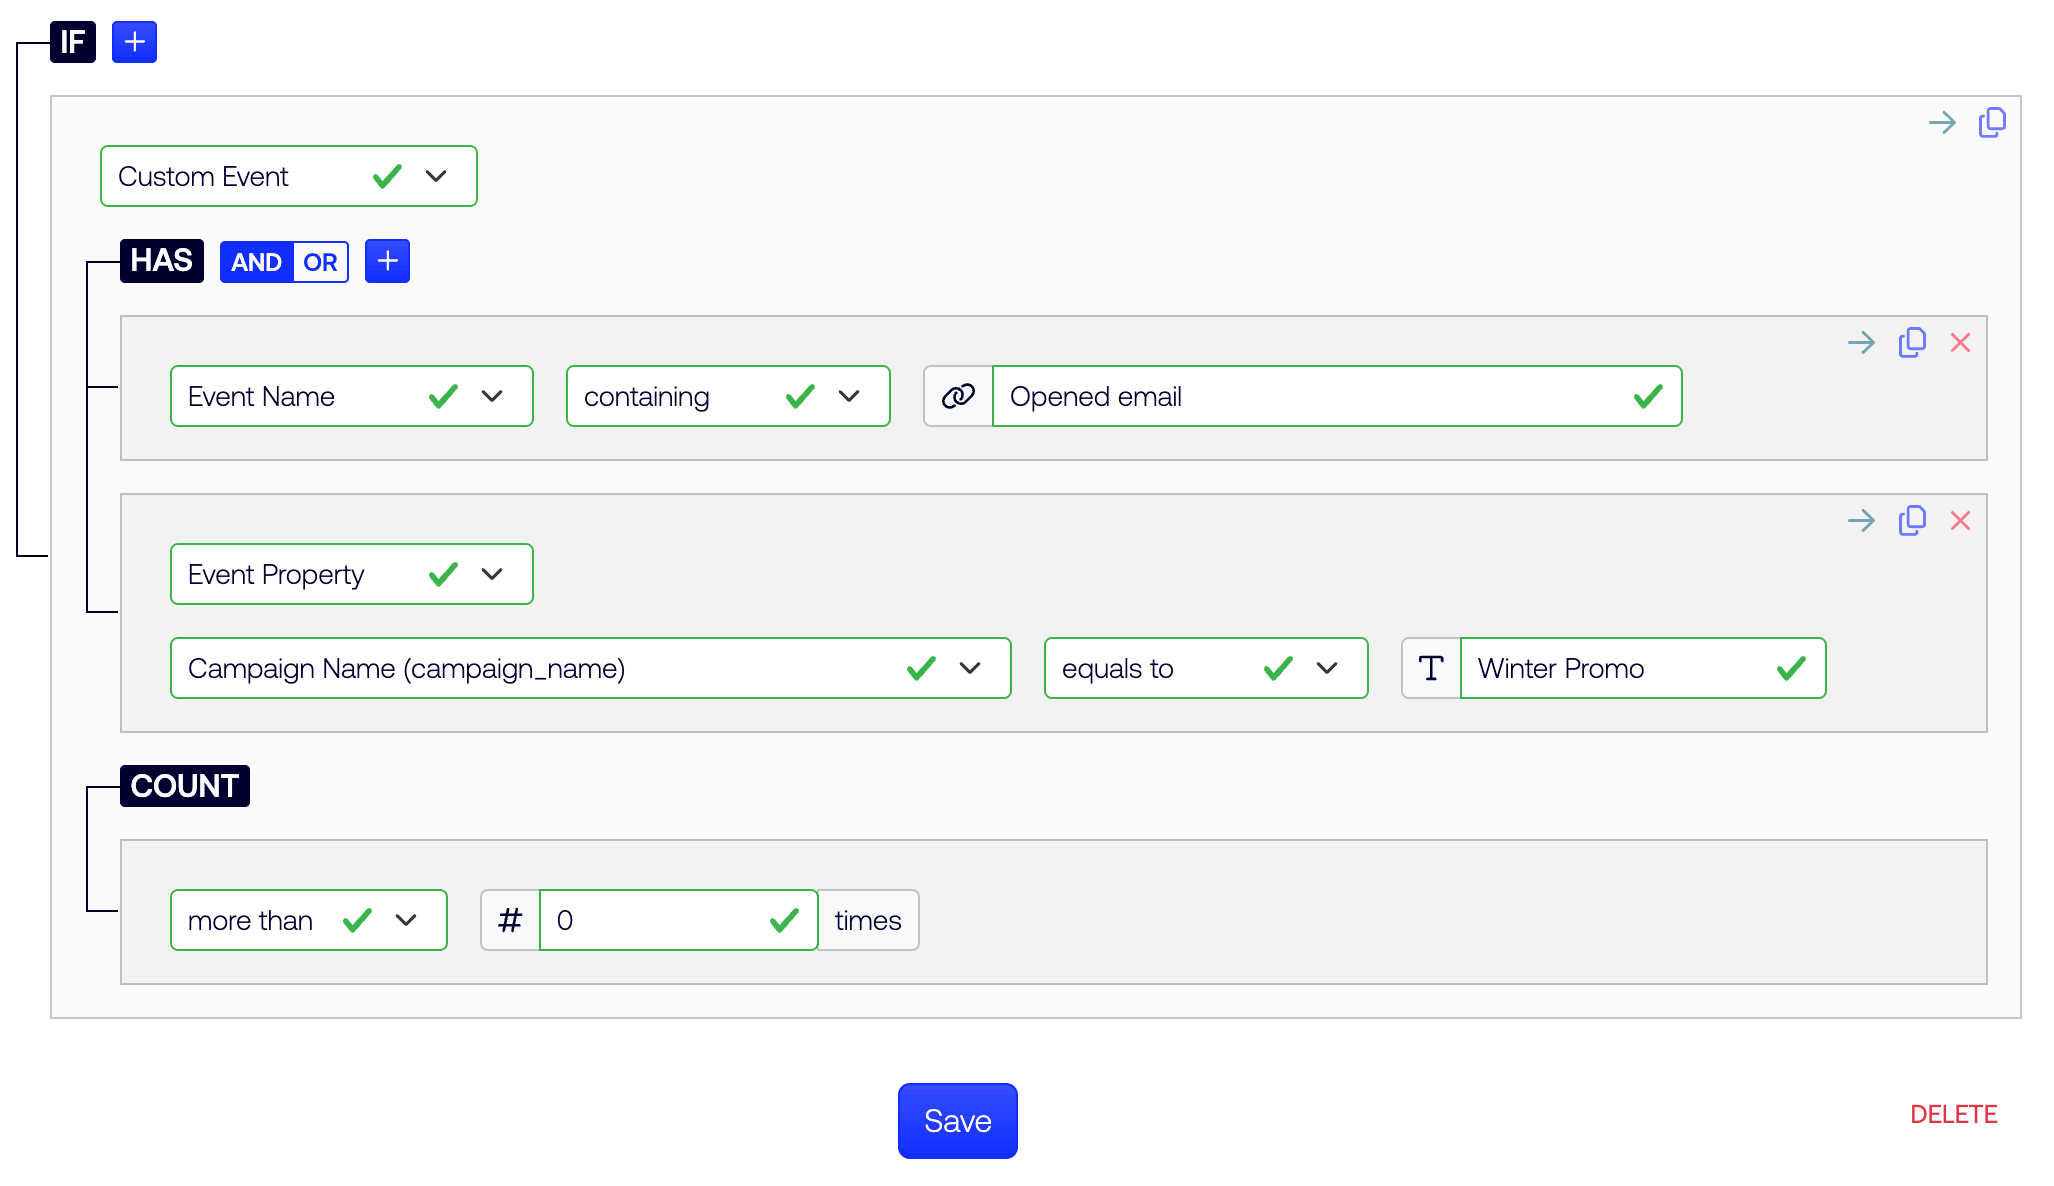 IF +
Custom Event
HAS AND OR +
Event Name containing Opened email
Event Property
Campaign Name (campaign_name) equals to T Winter Promo
COUNT
more than # 0 times
Save
DELETE